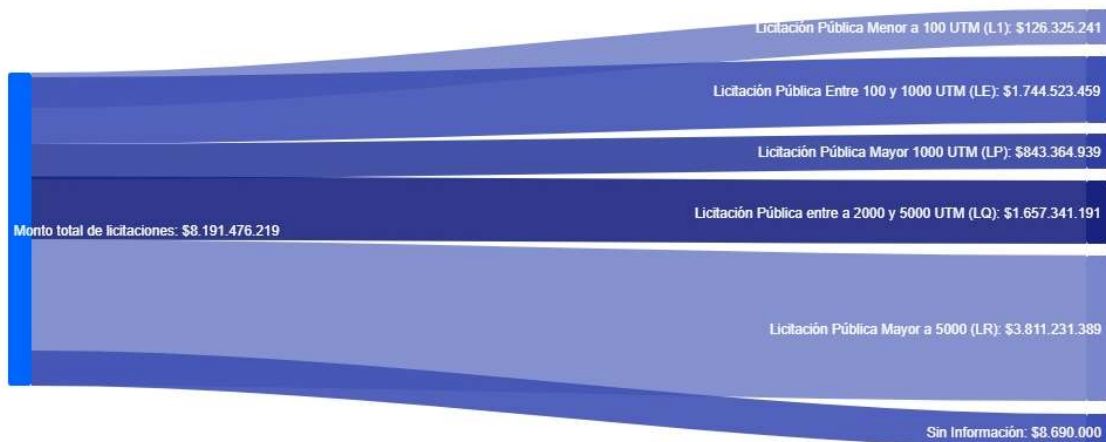 Licitación Pública Menor a 100 UTM (L1): $126.325.241
Licitación Pública Entre 100 y 1000 UTM (LE): $1.744.523.459
Licitación Pública Mayor 1000 UTM (LP): $843.364.939
Licitación Pública entre a 2000 y 5000 UTM (LQ): $1.657.341.191
Monto total de licitaciones: $8.191.476.219
Licitación Pública Mayor a 5000 (LR): $3.811.231.389
Sin Información: $8.690.000